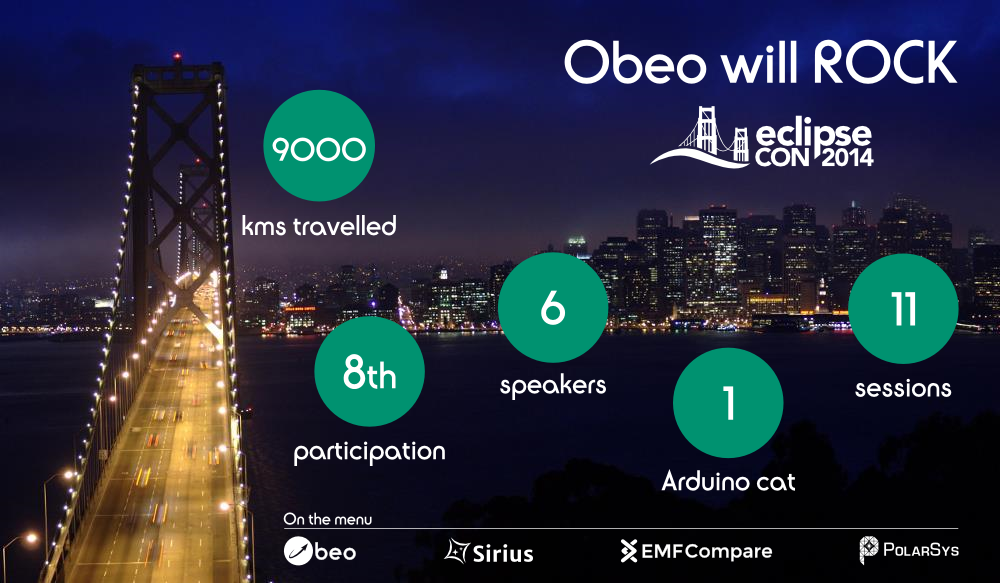 Obeo will ROCK
eclipse
CON 2014
9000
kms travelled
8th
participation
6
speakers
1
Arduino cat
11
sessions
On the menu
Obeo
Sirius
EMFCompare
PolarSys